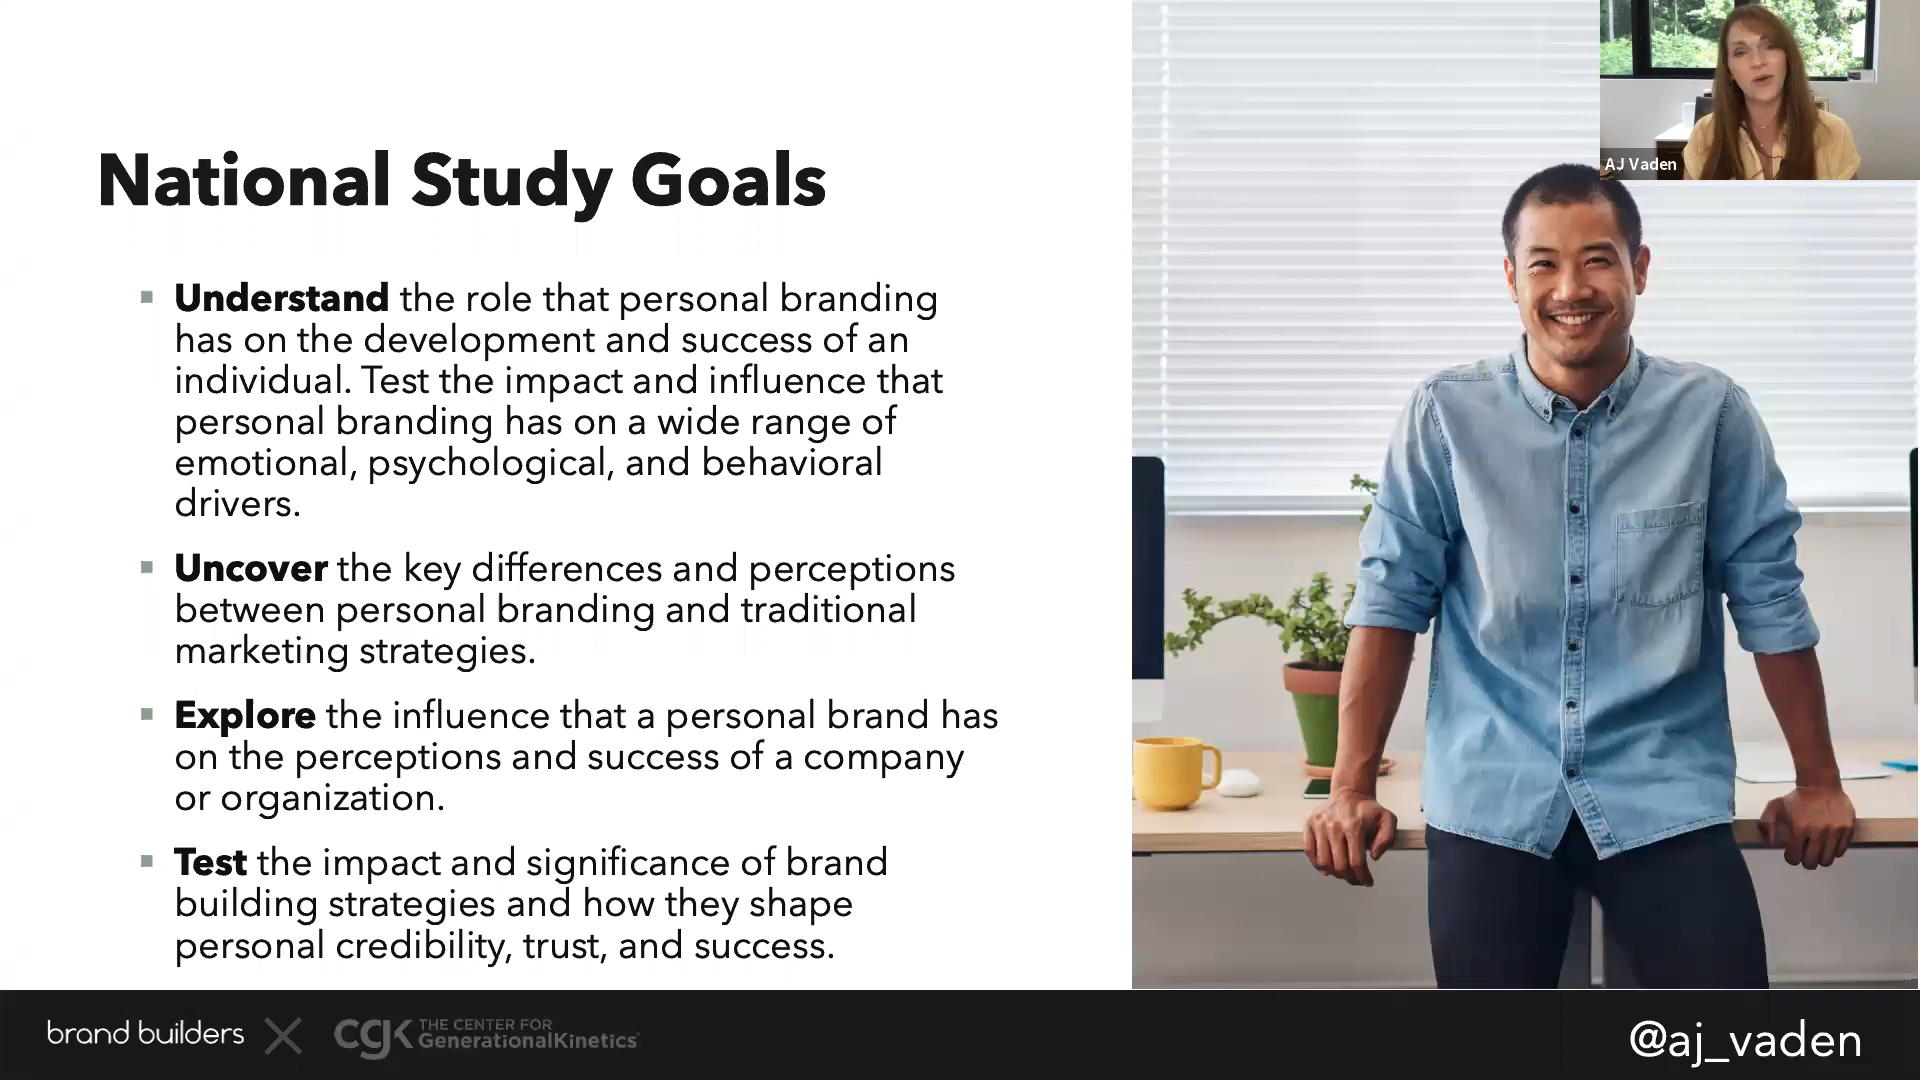 AJ Vaden
National Study Goals
▪ Understand the role that personal branding
has on the development and success of an
individual. Test the impact and influence that
personal branding has on a wide range of
emotional, psychological, and behavioral
drivers.
▪ Uncover the key differences and perceptions
between personal branding and traditional
marketing strategies.
▪ Explore the influence that a personal brand has
on the perceptions and success of a company
or organization.
▪ Test the impact and significance of brand
building strategies and how they shape
personal credibility, trust, and success.
brand builders
cgk THE CENTER FOR
GenerationalKinetics
@aj_vaden